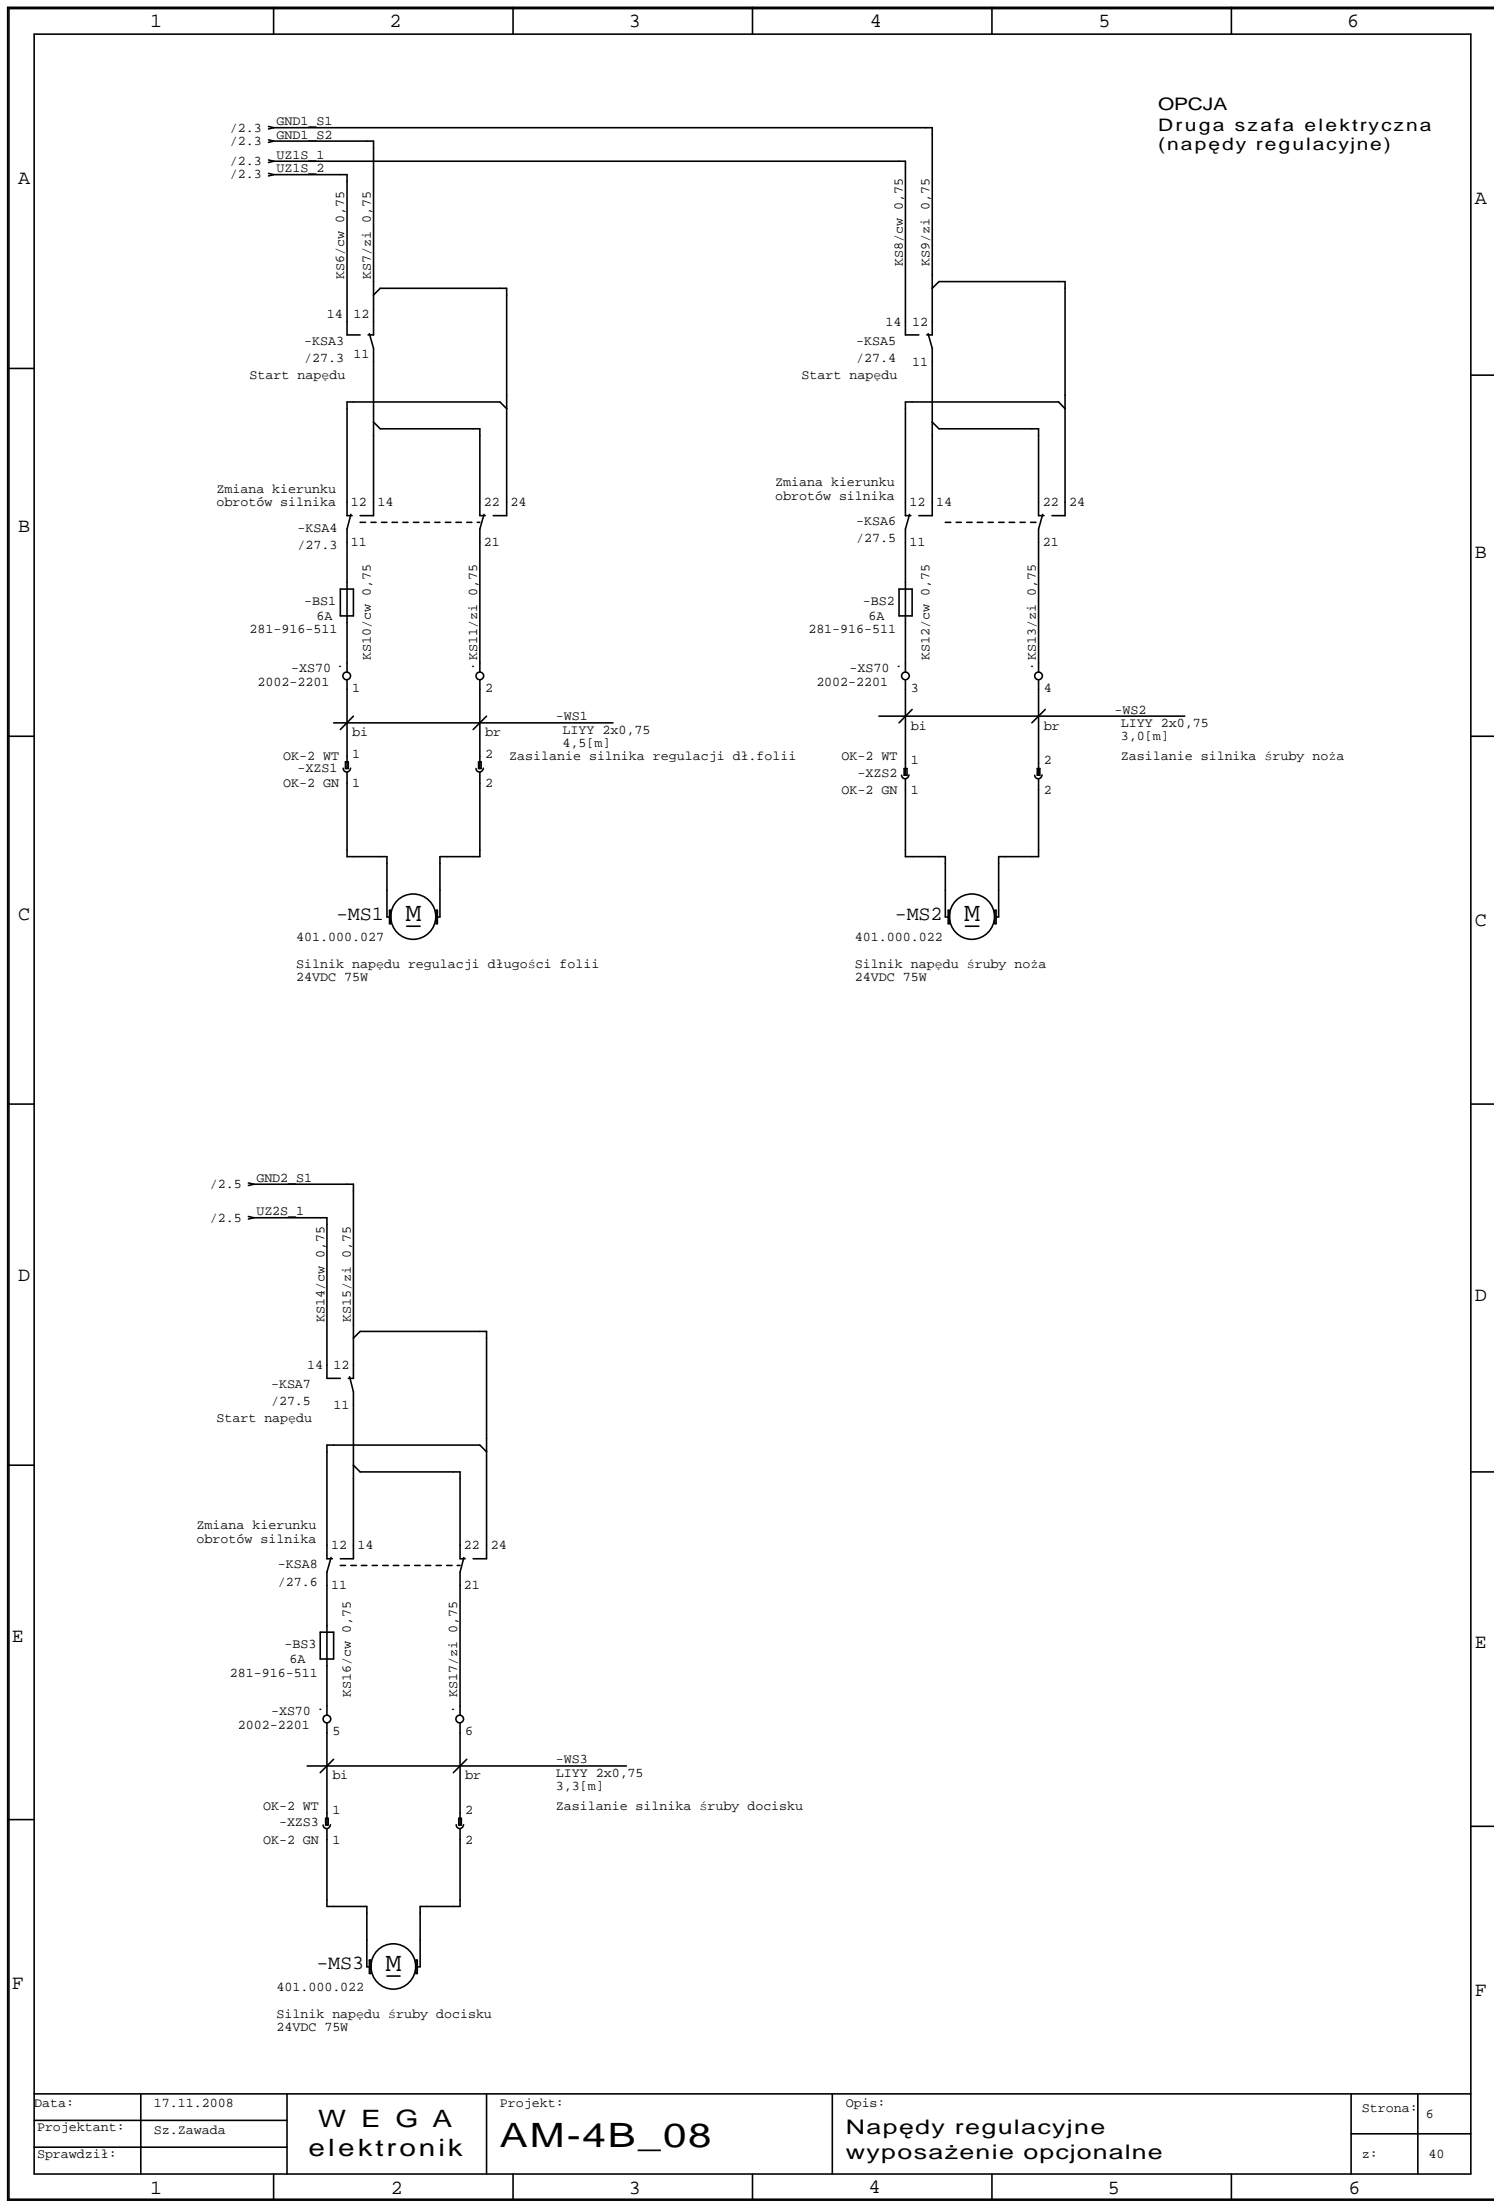 1 2 3 4 5 6
OPCJA
Druga szafa elektryczna
(napędy regulacyjne)
/2.3 GND1_S1
/2.3 GND1_S2
/2.3 UZ1S_1
/2.3 UZ1S_2
A A
KS6/cw 0,75
KS7/zi 0,75
KS8/cw 0,75
KS9/zi 0,75
14 12
-KSA3
/27.3 11
Start napędu
14 12
-KSA5
/27.4 11
Start napędu
Zmiana kierunku
obrotów silnika 12 14 22 24
-KSA4
/27.3 11 21
Zmiana kierunku
obrotów silnika 12 14 22 24
-KSA6
/27.5 11 21
B B
-BS1
6A
281-916-511
KS10/cw 0,75
KS11/zi 0,75
-BS2
6A
281-916-511
KS12/cw 0,75
KS13/zi 0,75
-XS70
2002-2201 1 2
-XS70
2002-2201 3 4
bi br
-WS1
LIYY 2x0,75
4,5[m]
Zasilanie silnika regulacji dł.folii
bi br
-WS2
LIYY 2x0,75
3,0[m]
Zasilanie silnika śruby noża
OK-2 WT 1 2
-XZS1
OK-2 GN 1 2
OK-2 WT 1 2
-XZS2
OK-2 GN 1 2
C C
-MS1 M
401.000.027
Silnik napędu regulacji długości folii
24VDC 75W
-MS2 M
401.000.022
Silnik napędu śruby noża
24VDC 75W
/2.5 GND2_S1
/2.5 UZ2S_1
D D
KS14/cw 0,75
KS15/zi 0,75
14 12
-KSA7
/27.5 11
Start napędu
Zmiana kierunku
obrotów silnika 12 14 22 24
-KSA8
/27.6 11 21
E E
-BS3
6A
281-916-511
KS16/cw 0,75
KS17/zi 0,75
-XS70
2002-2201 5 6
bi br
-WS3
LIYY 2x0,75
3,3[m]
Zasilanie silnika śruby docisku
OK-2 WT 1 2
-XZS3
OK-2 GN 1 2
-MS3 M
401.000.022
Silnik napędu śruby docisku
24VDC 75W
F F
Data: 17.11.2008
Projektant: Sz.Zawada
Sprawdził:
WEGA
elektronik
Projekt:
AM-4B_08
Opis:
Napędy regulacyjne
wyposażenie opcjonalne
Strona: 6
z: 40
1 2 3 4 5 6